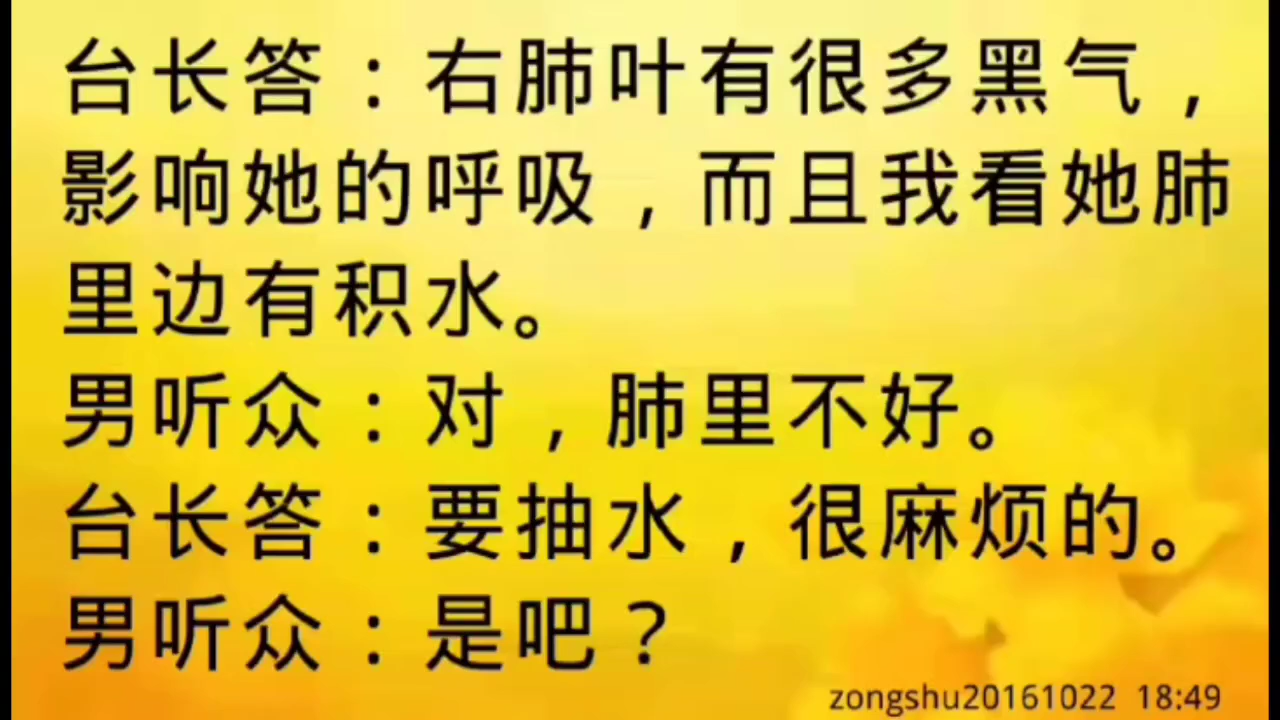 台长答：右肺叶有很多黑气，
影响她的呼吸，而且我看她肺
里边有积水。
男听众：对，肺里不好。
台长答：要抽水，很麻烦的。
男听众：是吧？
zongshu20161022 18:49